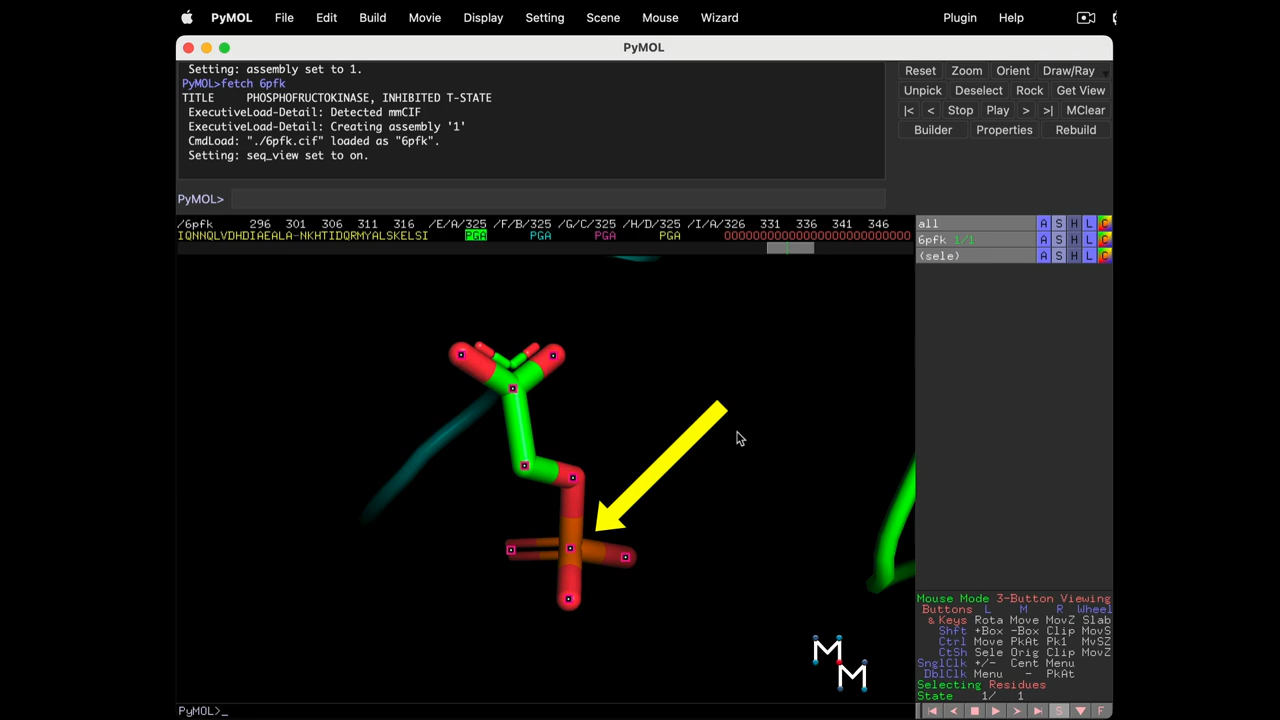 PyMOL File Edit Build Movie Display Setting Scene Mouse Wizard Plugin Help
PyMOL
Setting: assembly set to 1.
PyMOL>fetch 6pfk
TITLE PHOSPHOFRUCTOKINASE, INHIBITED T-STATE
ExecutiveLoad-Detail: Detected mmCIF
ExecutiveLoad-Detail: Creating assembly '1'
CmdLoad: "./6pfk.cif" loaded as "6pfk".
Setting: seq_view set to on.
PyMOL>
Reset Zoom Orient Draw/Ray
Unpick Deselect Rock Get View
|< < Stop Play > >| MClear
Builder Properties Rebuild
/6pfk 296 301 306 311 316 /E/A/325 /F/B/325 /G/C/325 /H/D/325 /I/A/326 331 336 341 346
IQNNQLVDHDIAEALA-NKHTIDQRMYALSKELSI PGA PGA PGA PGA OOOOOOOOOOOOOOOOOOOOOOOOOO
all A S H L C
6pfk 1/1 A S H L C
(sele) A S H L C
MM
Mouse Mode 3-Button Viewing
Buttons L M R Wheel
& Keys Rota Move MovZ Slab
Shft +Box -Box Clip MovS
Ctrl Move PkAt Pk1 MvSZ
CtSh Sele Orig Clip MovZ
SnglClk +/- Cent Menu
DblClk Menu - PkAt
Selecting Residues
State 1/ 1
S F
PyMOL>_